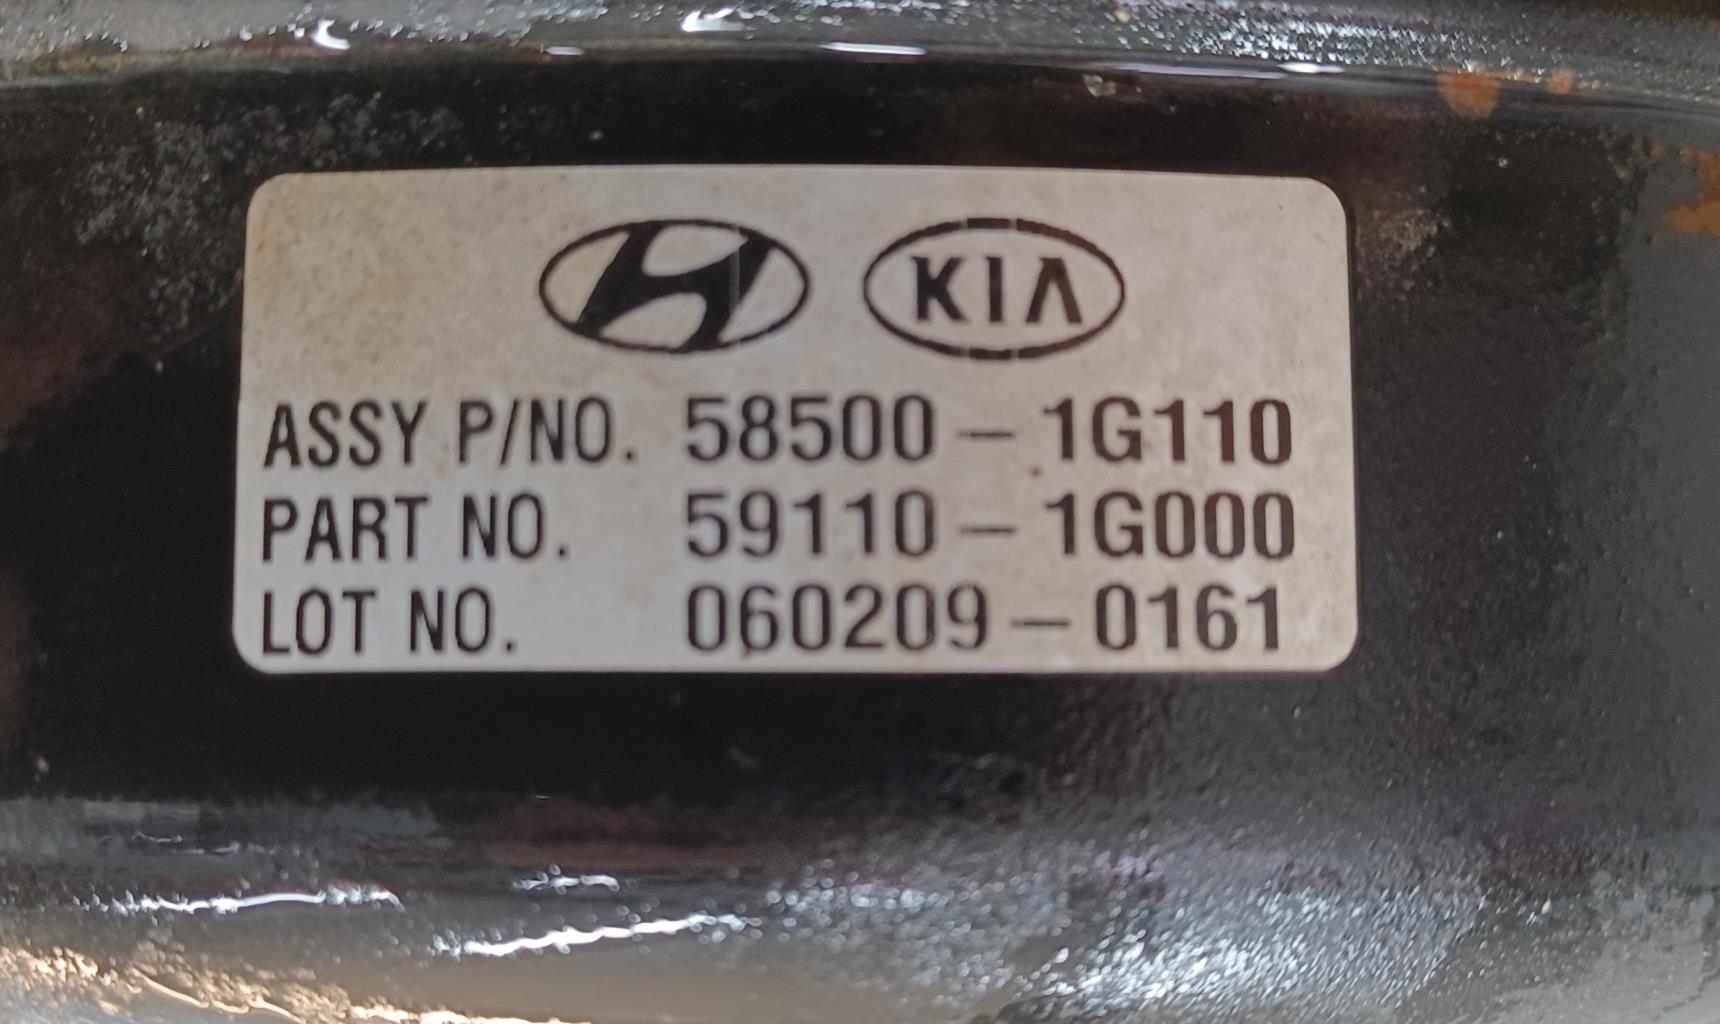 KIA
ASSY P/NO. 58500-1G110
PART NO. 59110-1G000
LOT NO. 060209-0161